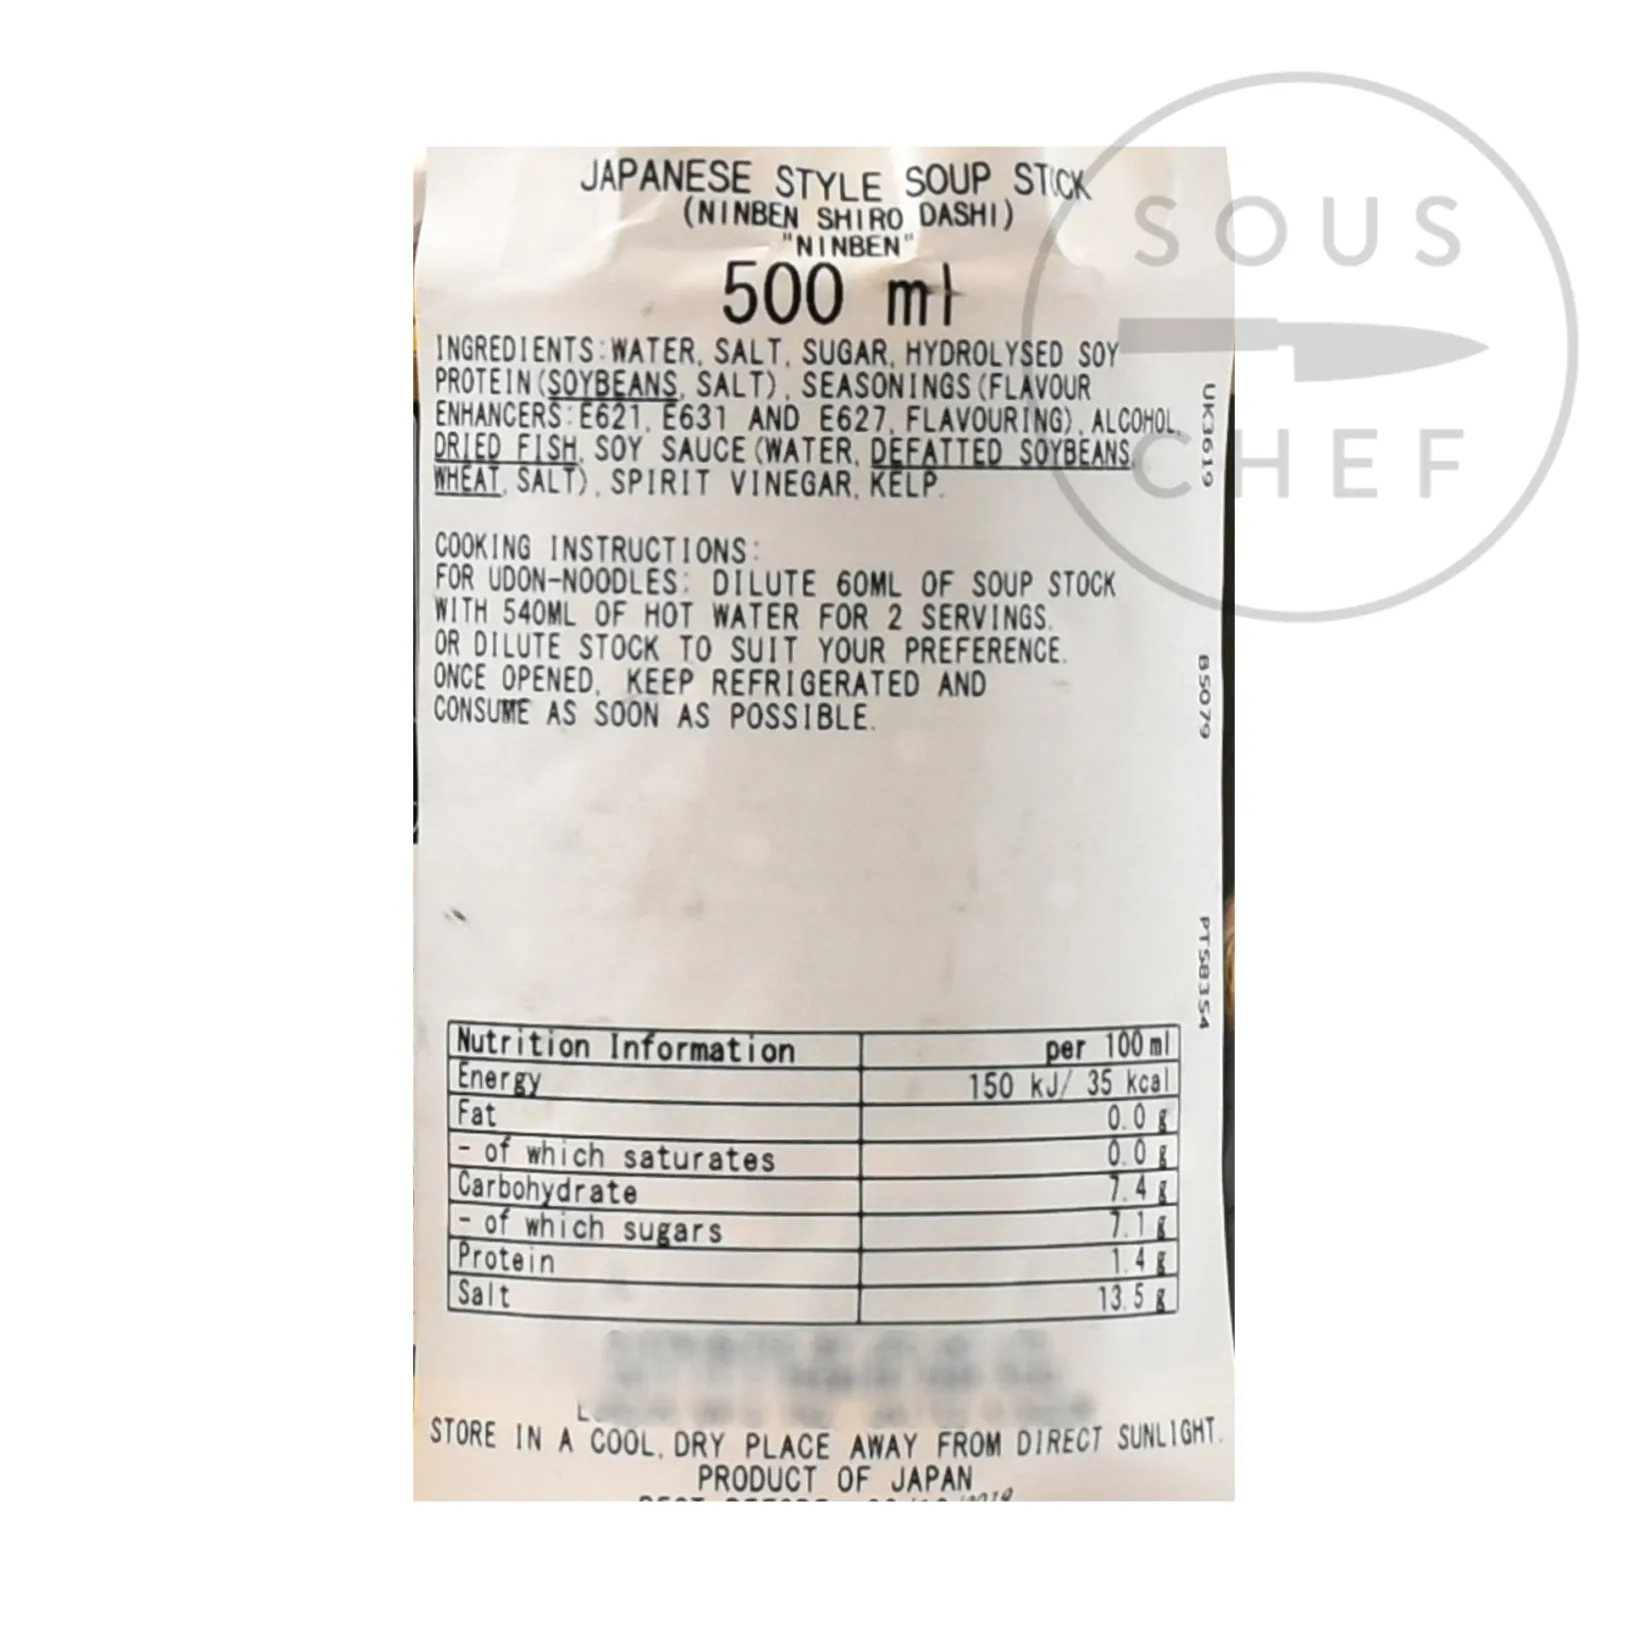 JAPANESE STYLE SOUP STICK
(NINBEN SHIRO DASHI)
"NINBEN"
500 ml
INGREDIENTS:WATER, SALT, SUGAR, HYDROLYSED SOY
PROTEIN(SOYBEANS, SALT), SEASONINGS(FLAVOUR
ENHANCERS:E621, E631 AND E627, FLAVOURING), ALCOHOL,
DRIED FISH, SOY SAUCE(WATER, DEFATTED SOYBEANS,
WHEAT, SALT), SPIRIT VINEGAR, KELP.
COOKING INSTRUCTIONS:
FOR UDON-NOODLES: DILUTE 60ML OF SOUP STOCK
WITH 540ML OF HOT WATER FOR 2 SERVINGS.
OR DILUTE STOCK TO SUIT YOUR PREFERENCE.
ONCE OPENED, KEEP REFRIGERATED AND
CONSUME AS SOON AS POSSIBLE.
UK3619
BS079
PTS8354
Nutrition Information per 100ml
Energy 150 kJ/ 35 kcal
Fat 0.0 g
- of which saturates 0.0 g
Carbohydrate 7.4 g
- of which sugars 7.1 g
Protein 1.4 g
Salt 13.5 g
STORE IN A COOL, DRY PLACE AWAY FROM DIRECT SUNLIGHT.
PRODUCT OF JAPAN
SOUS
CHEF